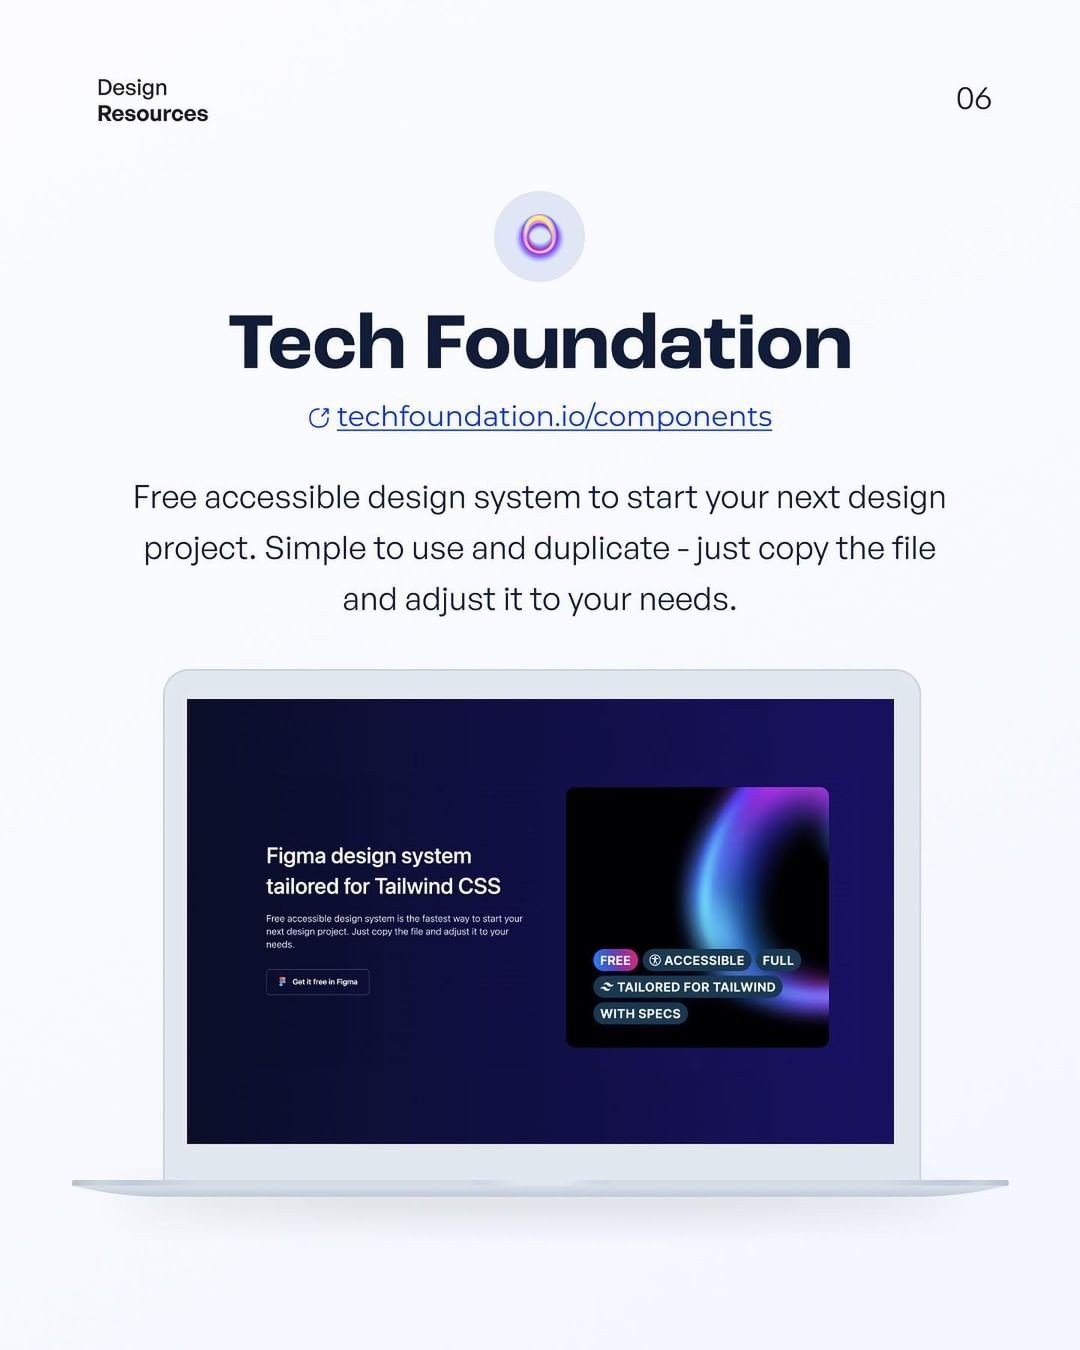 Design
Resources
06
Tech Foundation
techfoundation.io/components
Free accessible design system to start your next design
project. Simple to use and duplicate - just copy the file
and adjust it to your needs.
Figma design system
tailored for Tailwind CSS
Free accessible design system is the fastest way to start your
next design project. Just copy the file and adjust it to your
needs.
Get it free in Figma
FREE ACCESSIBLE FULL
TAILORED FOR TAILWIND
WITH SPECS